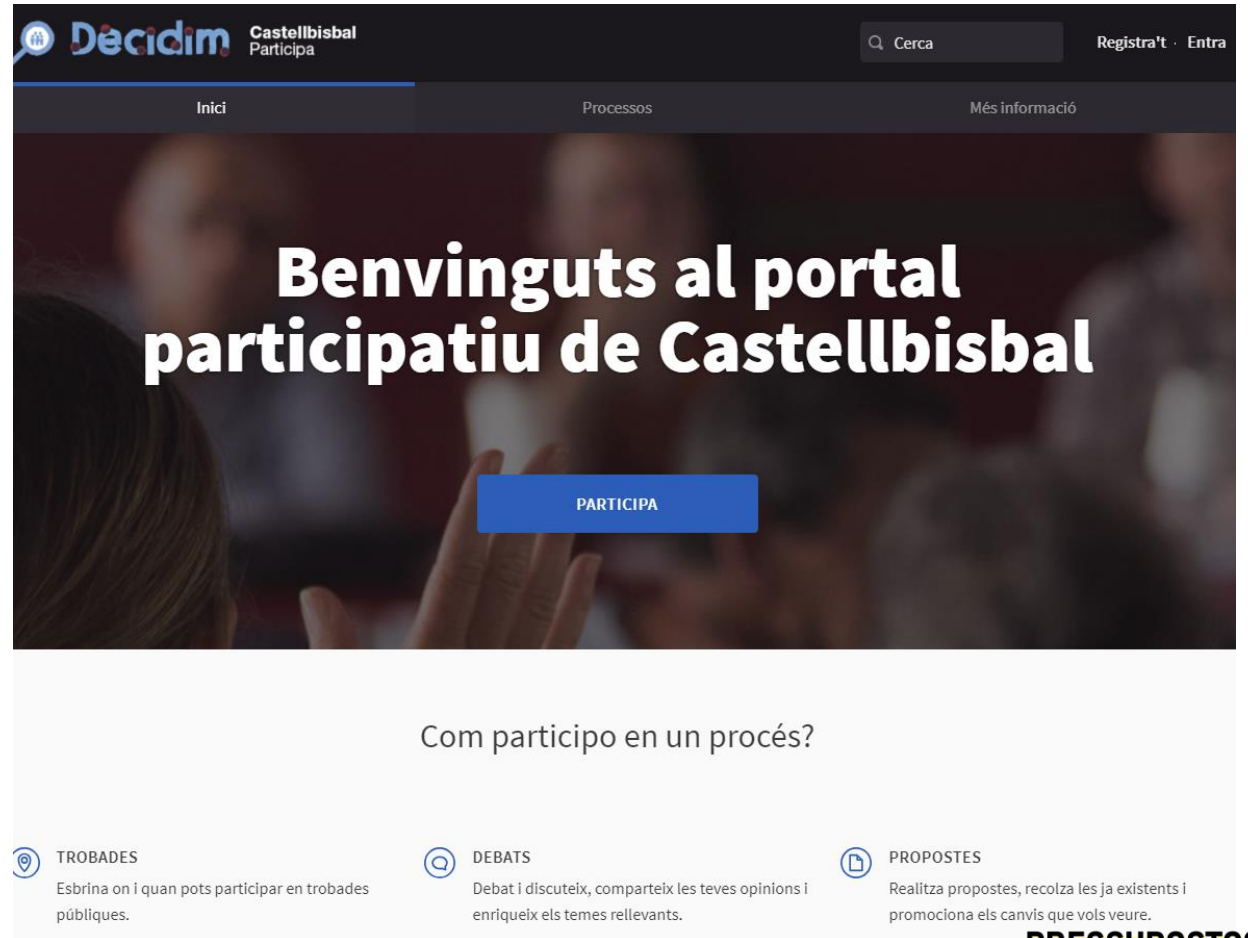 Decidim
Castellbisbal
Participa
Cerca
Registra't · Entra
Inici
Processos
Més informació
Benvinguts al portal
participatiu de Castellbisbal
PARTICIPA
Com participo en un procés?
TROBADES
Esbrina on i quan pots participar en trobades
públiques.
DEBATS
Debat i discuteix, comparteix les teves opinions i
enriqueix els temes rellevants.
PROPOSTES
Realitza propostes, recolza les ja existents i
promociona els canvis que vols veure.
PRESSUPOSTOS